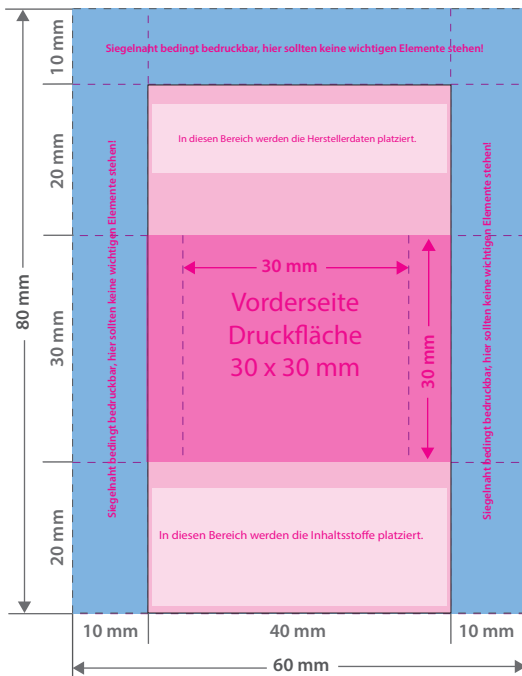 Siegelnaht bedingt bedruckbar, hier sollten keine wichtigen Elemente stehen!
10 mm
20 mm
In diesen Bereich werden die Herstellerdaten platziert.
Siegelnaht bedingt bedruckbar, hier sollten keine wichtigen Elemente stehen!
Siegelnaht bedingt bedruckbar, hier sollten keine wichtigen Elemente stehen!
80 mm
30 mm
30 mm
Vorderseite
Druckfläche
30 x 30 mm
30 mm
20 mm
In diesen Bereich werden die Inhaltsstoffe platziert.
10 mm
40 mm
10 mm
60 mm